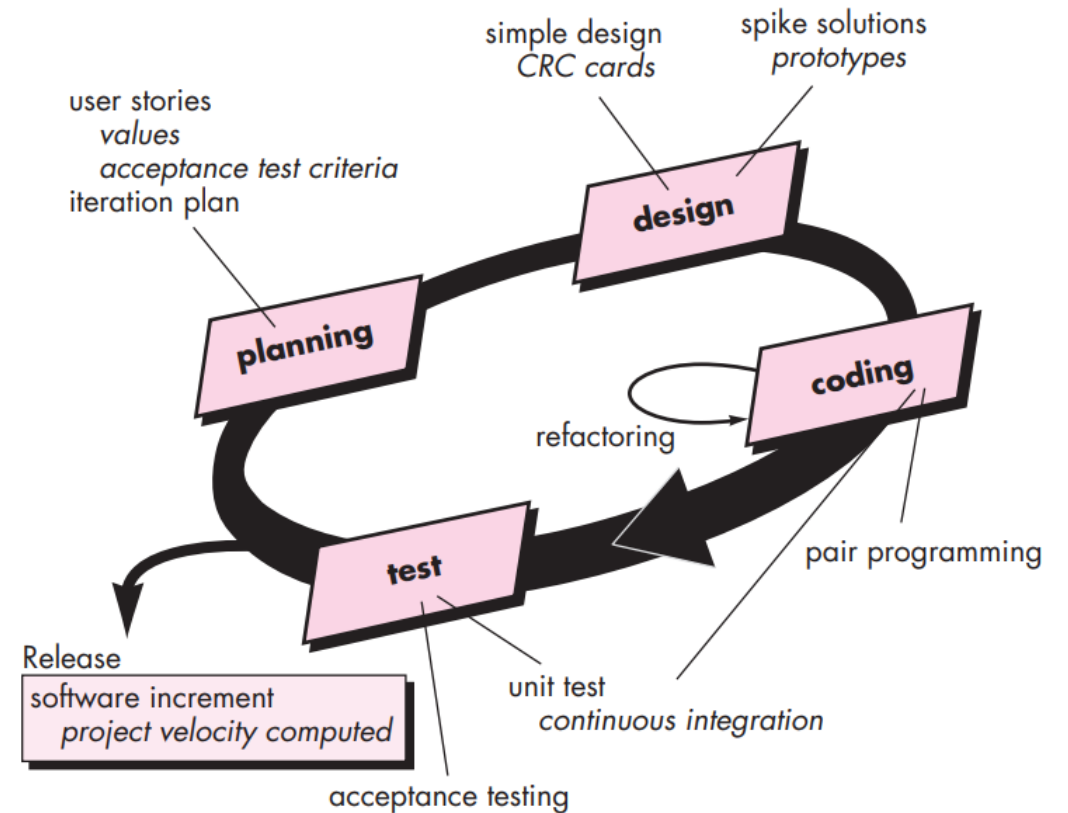 simple design
CRC cards
spike solutions
prototypes
user stories
values
acceptance test criteria
iteration plan
design
planning
coding
refactoring
pair programming
test
Release
software increment
project velocity computed
unit test
continuous integration
acceptance testing